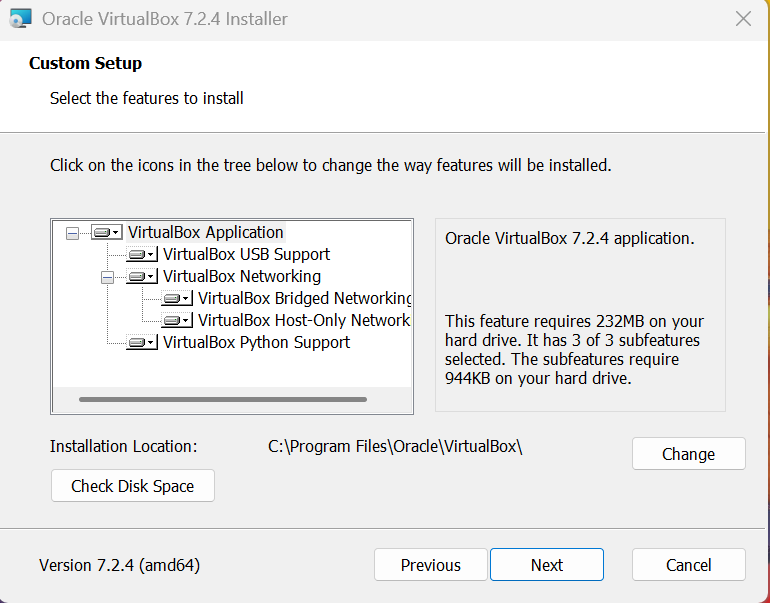 Oracle VirtualBox 7.2.4 Installer
Custom Setup
Select the features to install
Click on the icons in the tree below to change the way features will be installed.
VirtualBox Application
VirtualBox USB Support
VirtualBox Networking
VirtualBox Bridged Networking
VirtualBox Host-Only Network
VirtualBox Python Support
Oracle VirtualBox 7.2.4 application.
This feature requires 232MB on your
hard drive. It has 3 of 3 subfeatures
selected. The subfeatures require
944KB on your hard drive.
Installation Location:
C:\Program Files\Oracle\VirtualBox\
Change
Check Disk Space
Version 7.2.4 (amd64)
Previous
Next
Cancel